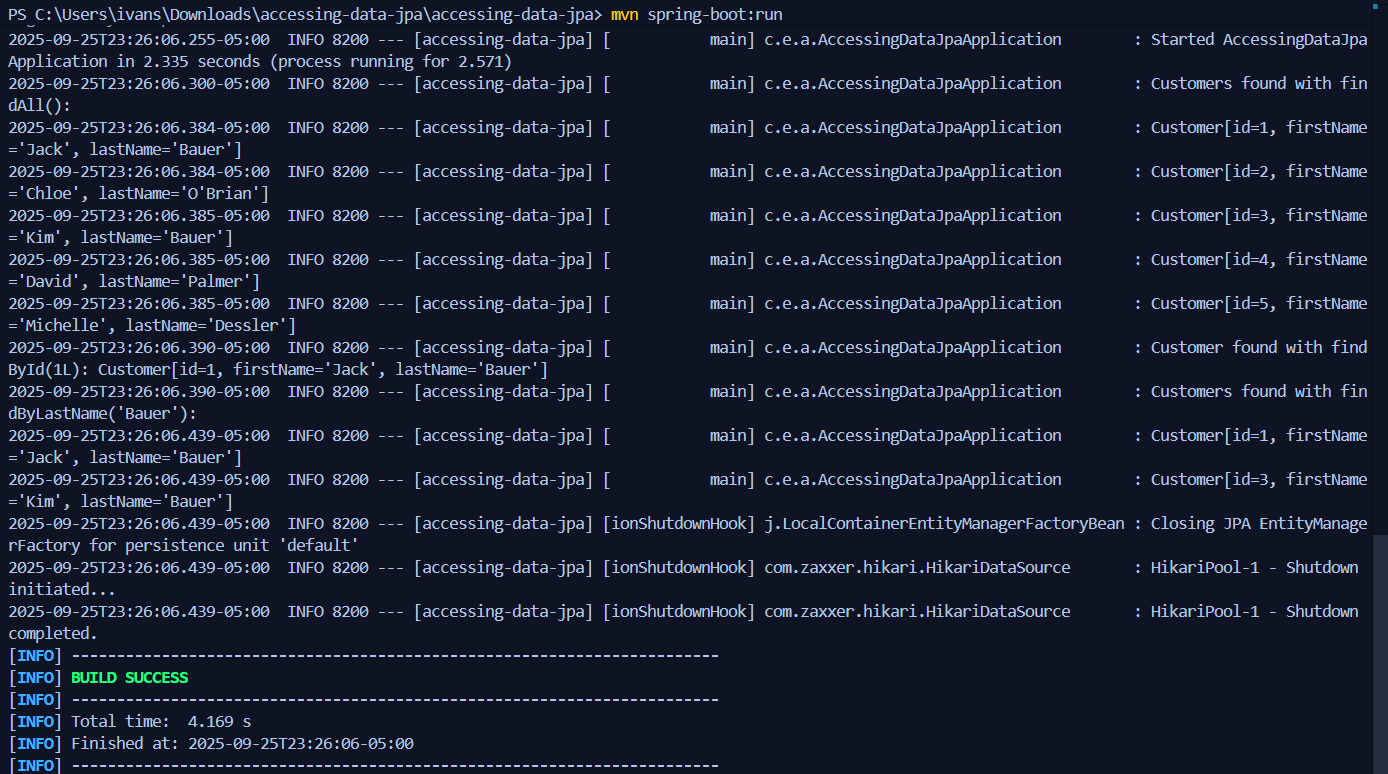 PS C:\Users\ivans\Downloads\accessing-data-jpa\accessing-data-jpa> mvn spring-boot:run
2025-09-25T23:26:06.255-05:00  INFO 8200 --- [accessing-data-jpa] [           main] c.e.a.AccessingDataJpaApplication        : Started AccessingDataJpa
Application in 2.335 seconds (process running for 2.571)
2025-09-25T23:26:06.300-05:00  INFO 8200 --- [accessing-data-jpa] [           main] c.e.a.AccessingDataJpaApplication        : Customers found with fin
dAll():
2025-09-25T23:26:06.384-05:00  INFO 8200 --- [accessing-data-jpa] [           main] c.e.a.AccessingDataJpaApplication        : Customer[id=1, firstName
='Jack', lastName='Bauer']
2025-09-25T23:26:06.384-05:00  INFO 8200 --- [accessing-data-jpa] [           main] c.e.a.AccessingDataJpaApplication        : Customer[id=2, firstName
='Chloe', lastName='O'Brian']
2025-09-25T23:26:06.385-05:00  INFO 8200 --- [accessing-data-jpa] [           main] c.e.a.AccessingDataJpaApplication        : Customer[id=3, firstName
='Kim', lastName='Bauer']
2025-09-25T23:26:06.385-05:00  INFO 8200 --- [accessing-data-jpa] [           main] c.e.a.AccessingDataJpaApplication        : Customer[id=4, firstName
='David', lastName='Palmer']
2025-09-25T23:26:06.385-05:00  INFO 8200 --- [accessing-data-jpa] [           main] c.e.a.AccessingDataJpaApplication        : Customer[id=5, firstName
='Michelle', lastName='Dessler']
2025-09-25T23:26:06.390-05:00  INFO 8200 --- [accessing-data-jpa] [           main] c.e.a.AccessingDataJpaApplication        : Customer found with find
ById(1L): Customer[id=1, firstName='Jack', lastName='Bauer']
2025-09-25T23:26:06.390-05:00  INFO 8200 --- [accessing-data-jpa] [           main] c.e.a.AccessingDataJpaApplication        : Customers found with fin
dByLastName('Bauer'):
2025-09-25T23:26:06.439-05:00  INFO 8200 --- [accessing-data-jpa] [           main] c.e.a.AccessingDataJpaApplication        : Customer[id=1, firstName
='Jack', lastName='Bauer']
2025-09-25T23:26:06.439-05:00  INFO 8200 --- [accessing-data-jpa] [           main] c.e.a.AccessingDataJpaApplication        : Customer[id=3, firstName
='Kim', lastName='Bauer']
2025-09-25T23:26:06.439-05:00  INFO 8200 --- [accessing-data-jpa] [ionShutdownHook] j.LocalContainerEntityManagerFactoryBean : Closing JPA EntityManage
rFactory for persistence unit 'default'
2025-09-25T23:26:06.439-05:00  INFO 8200 --- [accessing-data-jpa] [ionShutdownHook] com.zaxxer.hikari.HikariDataSource       : HikariPool-1 - Shutdown
initiated...
2025-09-25T23:26:06.439-05:00  INFO 8200 --- [accessing-data-jpa] [ionShutdownHook] com.zaxxer.hikari.HikariDataSource       : HikariPool-1 - Shutdown
completed.
[INFO] ------------------------------------------------------------------------
[INFO] BUILD SUCCESS
[INFO] ------------------------------------------------------------------------
[INFO] Total time:  4.169 s
[INFO] Finished at: 2025-09-25T23:26:06-05:00
[INFO] ------------------------------------------------------------------------